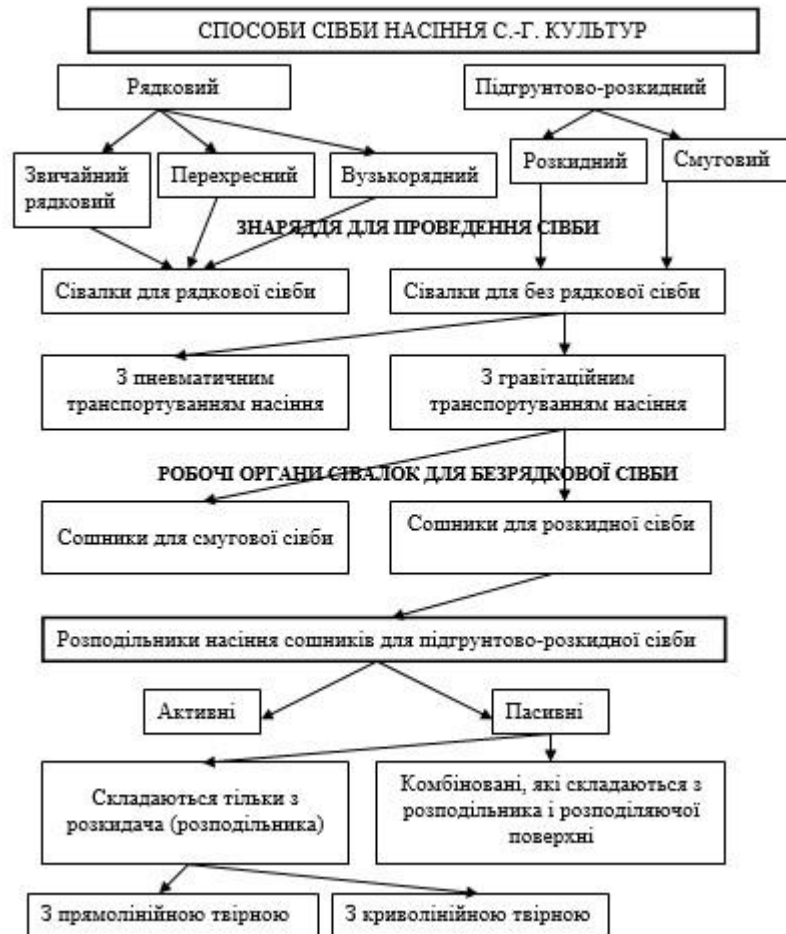 СПОСОБИ СІВБИ НАСІННЯ С.-Г. КУЛЬТУР
Рядковий
Підгрунтово-розкидний
Звичайний
рядковий
Перехресний
Вузькорядний
Розкидний
Смуговий
ЗНАРЯДДЯ ДЛЯ ПРОВЕДЕННЯ СІВБИ
Сівалки для рядкової сівби
Сівалки для без рядкової сівби
З пневматичним
транспортуванням насіння
З гравітаційним
транспортуванням насіння
РОБОЧІ ОРГАНИ СІВАЛОК ДЛЯ БЕЗРЯДКОВОЇ СІВБИ
Сошники для смугової сівби
Сошники для розкидної сівби
Розподільники насіння сошників для підгрунтово-розкидної сівби
Активні
Пасивні
Складаються тільки з
розкидача (розподільника)
Комбіновані, які складаються з
розподільника і розподіляючої
поверхні
З прямолінійною твірною
З криволінійною твірною